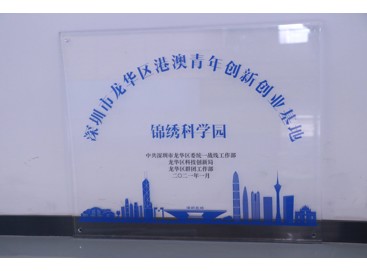 深圳市龙华区港澳青年创新创业基地
锦绣科学园
中共深圳市龙华区委统一战线工作部
龙华区科技创新局
龙华区群团工作部
二〇二一年一月